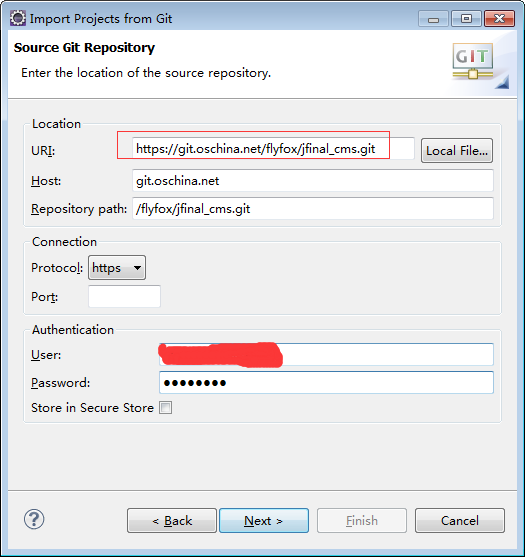 Import Projects from Git
Source Git Repository
Enter the location of the source repository.
GIT
Location
URI: https://git.oschina.net/flyfox/jfinal_cms.git Local File...
Host: git.oschina.net
Repository path: /flyfox/jfinal_cms.git
Connection
Protocol: https
Port:
Authentication
User:
Password: ●●●●●●●●
Store in Secure Store
? < Back Next > Finish Cancel